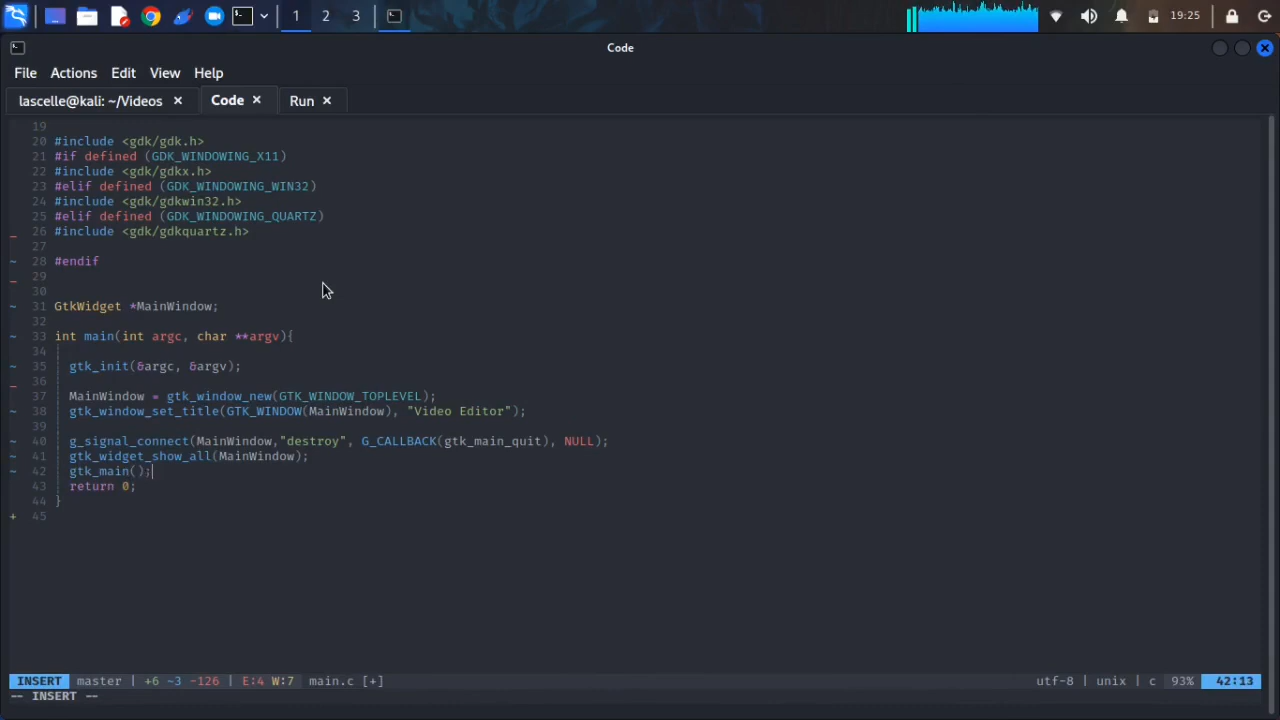 1 2 3 19:25
Code
File Actions Edit View Help
lascelle@kali: ~/Videos Code Run
19
20 #include <gdk/gdk.h>
21 #if defined (GDK_WINDOWING_X11)
22 #include <gdk/gdkx.h>
23 #elif defined (GDK_WINDOWING_WIN32)
24 #include <gdk/gdkwin32.h>
25 #elif defined (GDK_WINDOWING_QUARTZ)
_ 26 #include <gdk/gdkquartz.h>
27
~ 28 #endif
_ 29
30
~ 31 GtkWidget *MainWindow;
32
~ 33 int main(int argc, char **argv){
34
~ 35 gtk_init(&argc, &argv);
_ 36
37 MainWindow = gtk_window_new(GTK_WINDOW_TOPLEVEL);
~ 38 gtk_window_set_title(GTK_WINDOW(MainWindow), "Video Editor");
39
~ 40 g_signal_connect(MainWindow,"destroy", G_CALLBACK(gtk_main_quit), NULL);
~ 41 gtk_widget_show_all(MainWindow);
~ 42 gtk_main();
43 return 0;
44 }
+ 45
INSERT master | +6 ~3 -126 | E:4 W:7 main.c [+] utf-8 | unix | c 93% 42:13
-- INSERT --